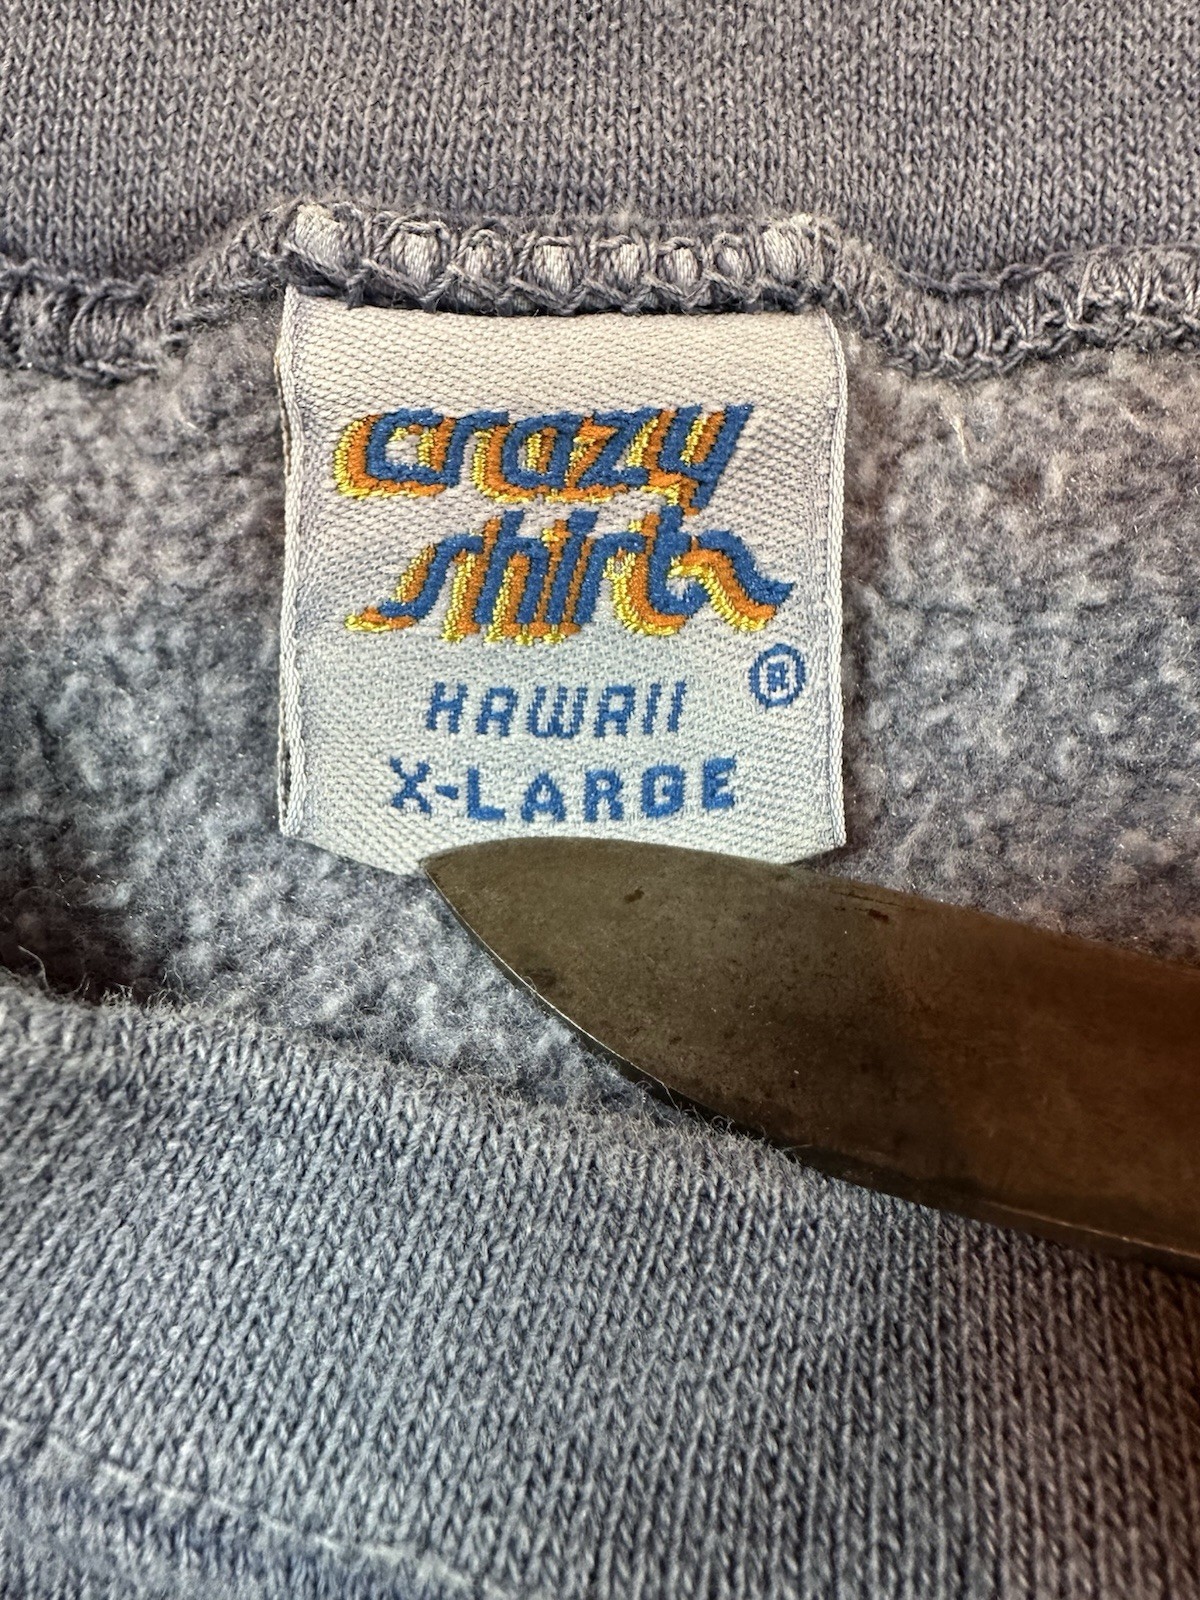 crazy
shirts
®
HAWAII
X-LARGE